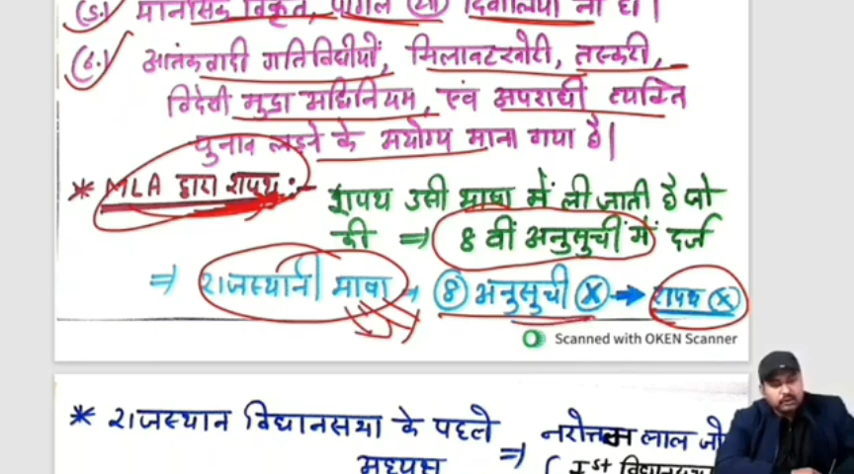 (5.) मानसिक विकृत, पागल या दिवालिया ना हो।
(6.) आतंकवादी गतिविधीयों, मिलावटखोरी, तस्करी,
विदेशी मुद्रा अधिनियम, एवं अपराधी व्यक्ति
चुनाव लड़ने के अयोग्य माना गया है।
* MLA द्वारा शपथ :- शपथ उसी भाषा में ली जाती है जो
की ⇒ 8 वीं अनुसुची में दर्ज
⇒ राजस्थानी भाषा → 8 अनुसूची X → शपथ X
Scanned with OKEN Scanner
* राजस्थान विधानसभा के पहले ⇒ नरोत्तम लाल जो
अध्यक्ष ( Ist विधानसभा